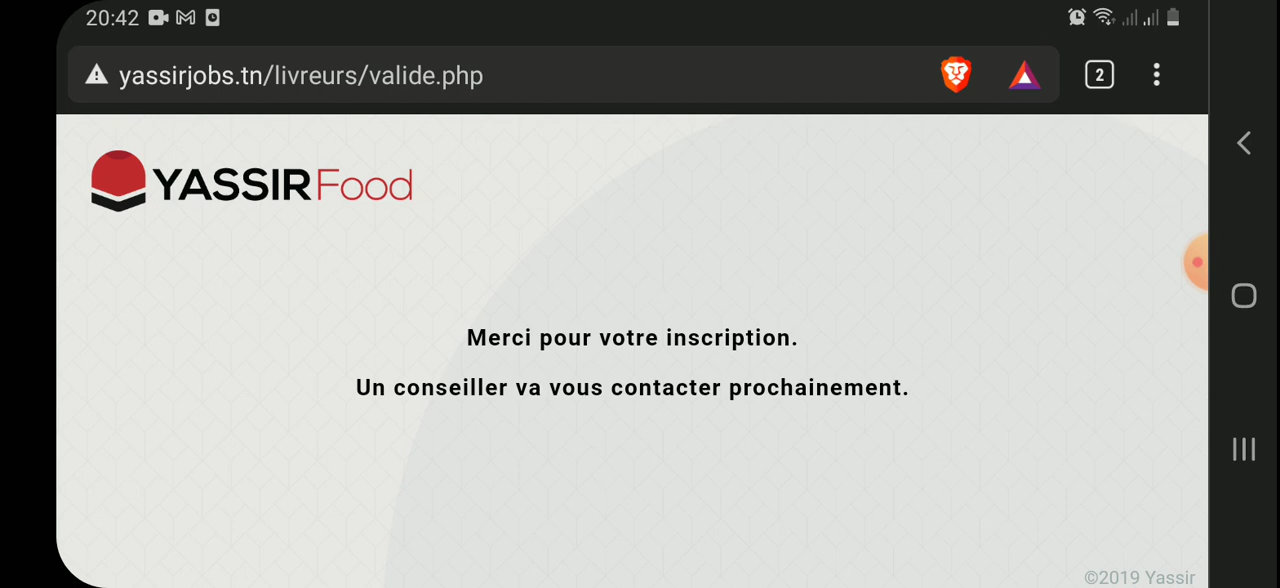 20:42
yassirjobs.tn/livreurs/valide.php
2
YASSIR Food
Merci pour votre inscription.
Un conseiller va vous contacter prochainement.
©2019 Yassir